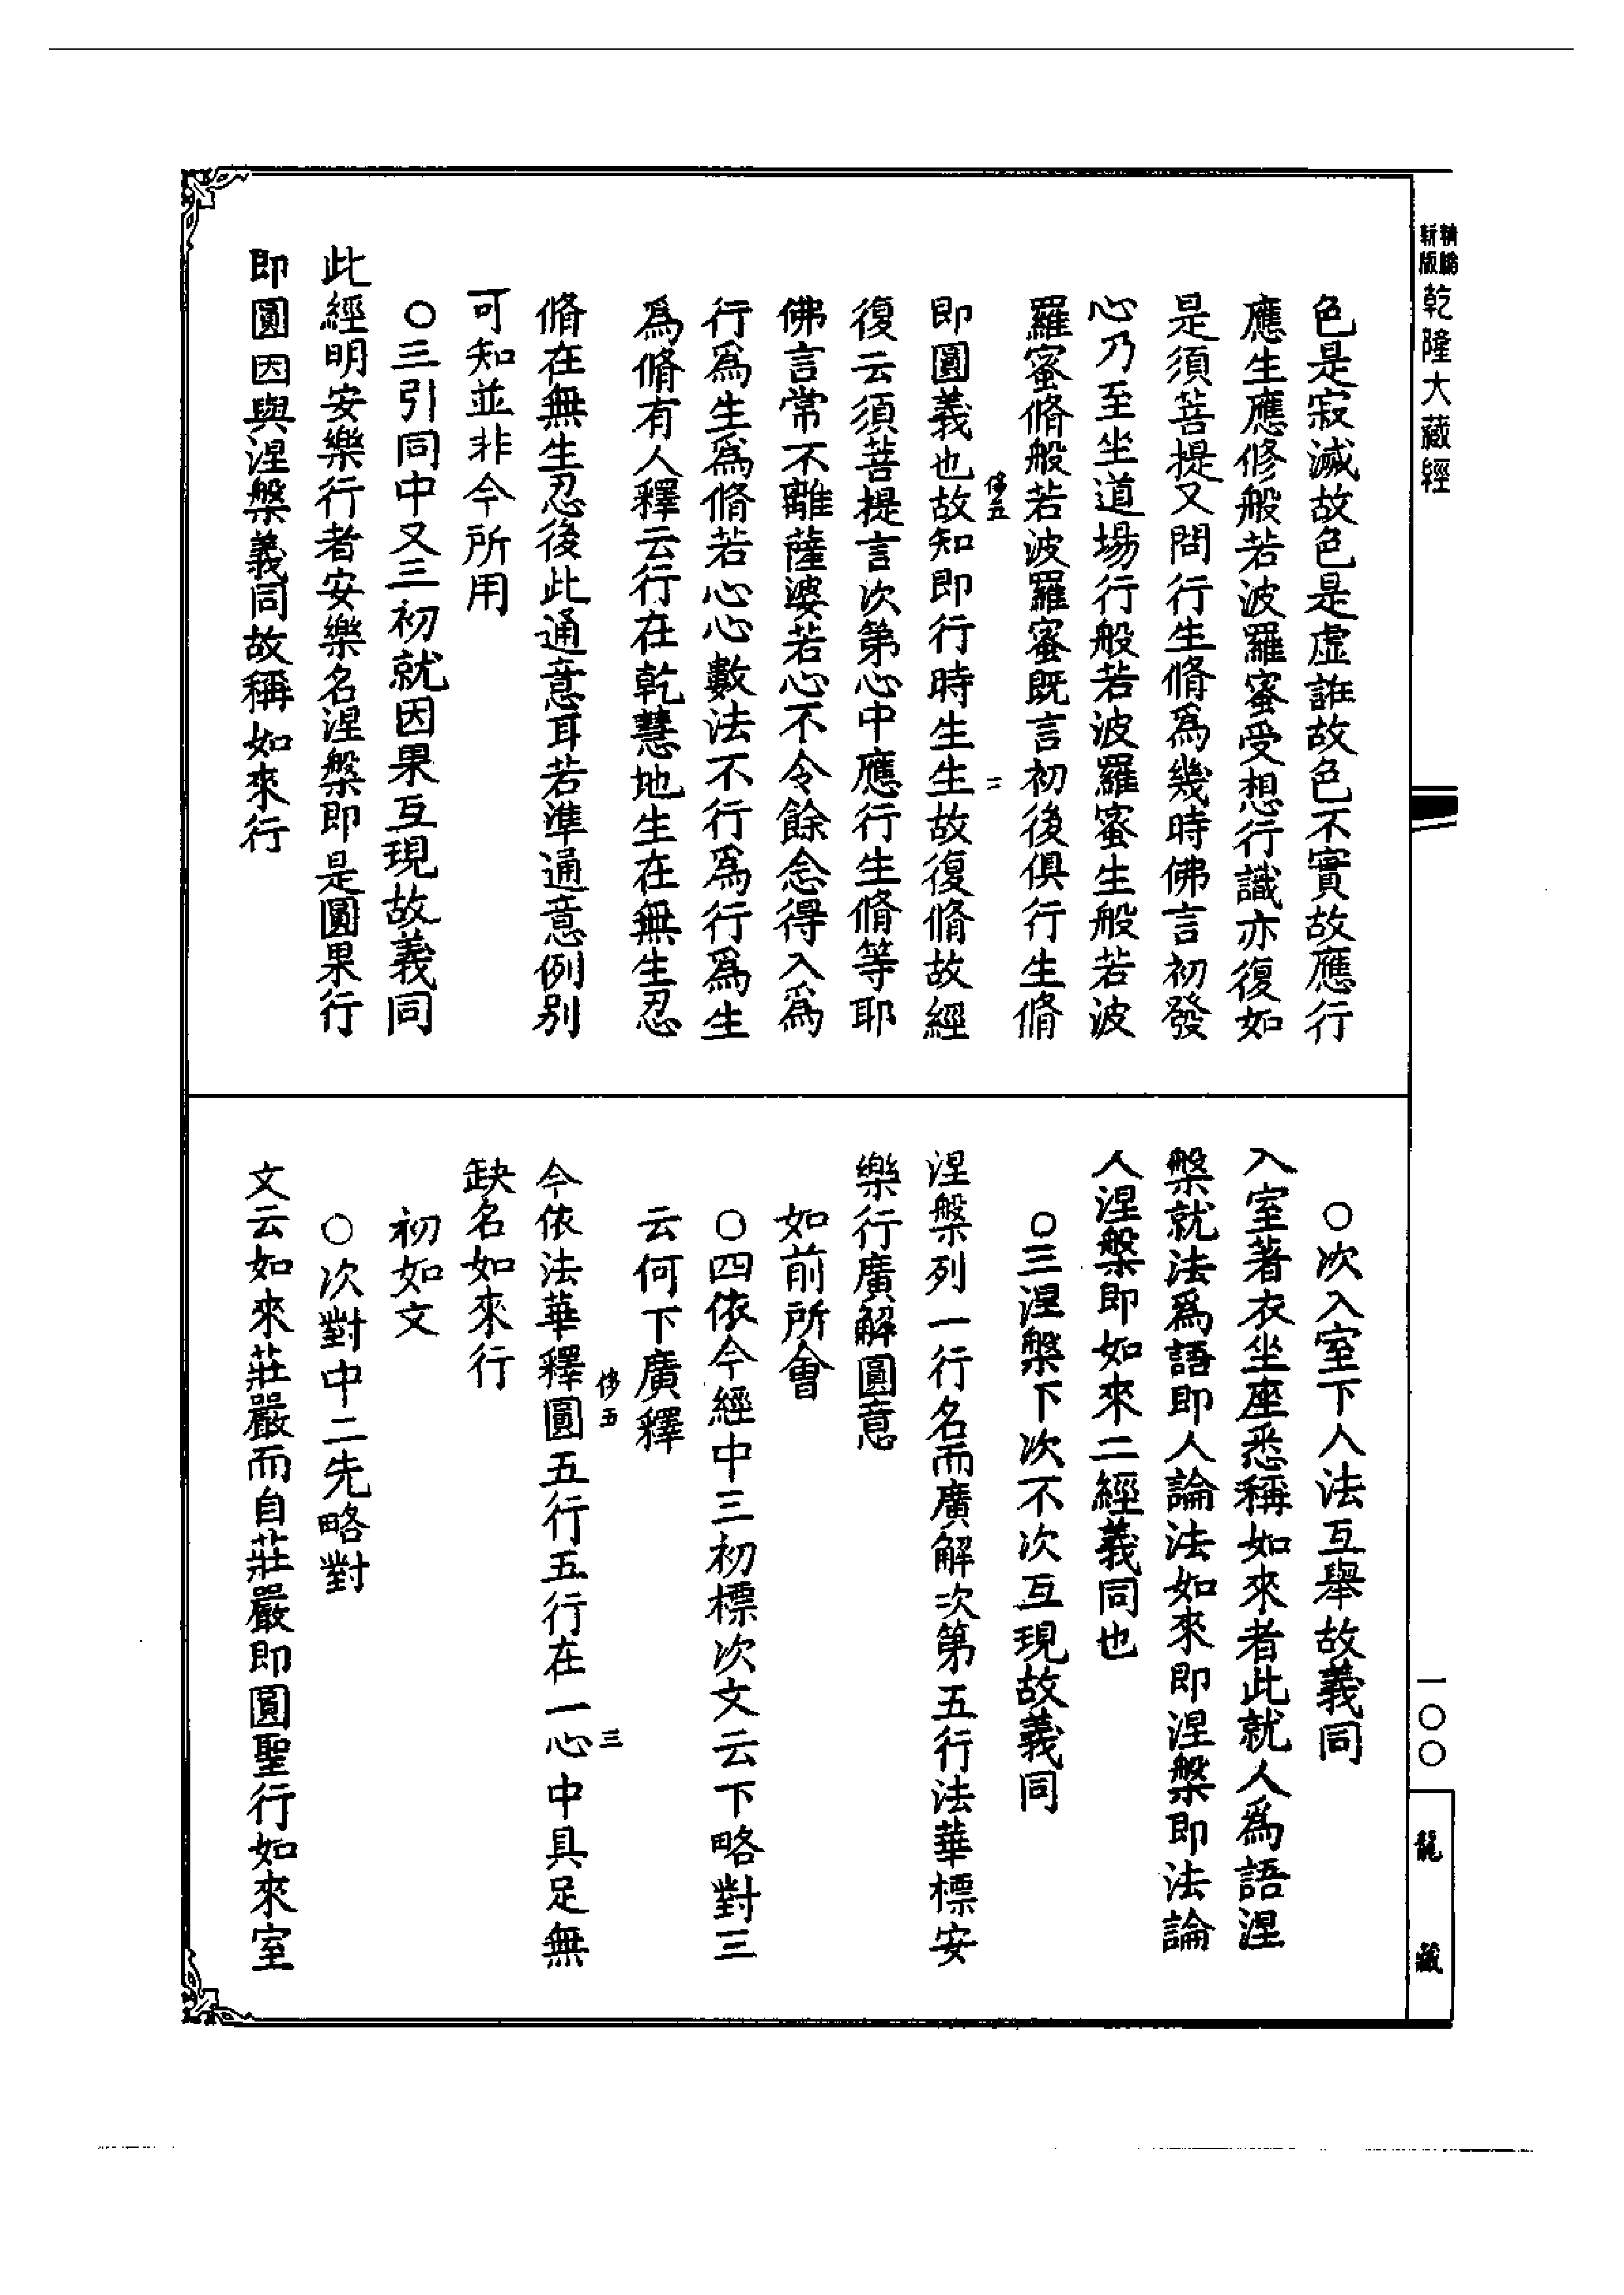 新版精縮乾隆大藏經
色是寂滅故色是虛誑故色不實故應行
應生應修般若波羅蜜受想行識亦復如
是須菩提又問行生脩爲幾時佛言初發
心乃至坐道場行般若波羅蜜生般若波
羅蜜脩般若波羅蜜既言初後俱行生脩
即圓義也故知即行時生生故復脩故經
復云須菩提言次第心中應行生脩等耶
佛言常不離薩婆若心不令餘念得入爲
行爲生爲脩若心心數法不行爲行爲生
爲脩有人釋云行在乾慧地生在無生忍
脩在無生忍後此通意耳若準通意例別
可知並非今所用
○三引同中又三初就因果互現故義同
此經明安樂行者安樂名涅槃即是圓果行
即圓因與涅槃義同故稱如來行
○次入室下人法互舉故義同
入室著衣坐座悉稱如來者此就人爲語涅
槃就法爲語即人論法如來即涅槃即法論
人涅槃即如來二經義同也
○三涅槃下次不次互現故義同
涅槃列一行名而廣解次第五行法華標安
樂行廣解圓意
如前所會
○四依今經中三初標次文云下略對三
云何下廣釋
今依法華釋圓五行五行在一心中具足無
缺名如來行
初如文
○次對中二先略對
文云如來莊嚴而自莊嚴即圓聖行如來室
一〇〇
龍藏